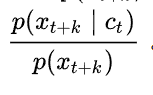 p(x_{t+k} | c_t)
p(x_{t+k})
.